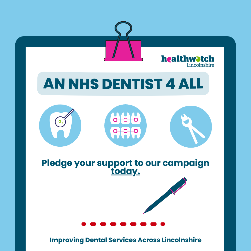 healthwatch
Lincolnshire
AN NHS DENTIST 4 ALL
Pledge your support to our campaign
today.
Improving Dental Services Across Lincolnshire